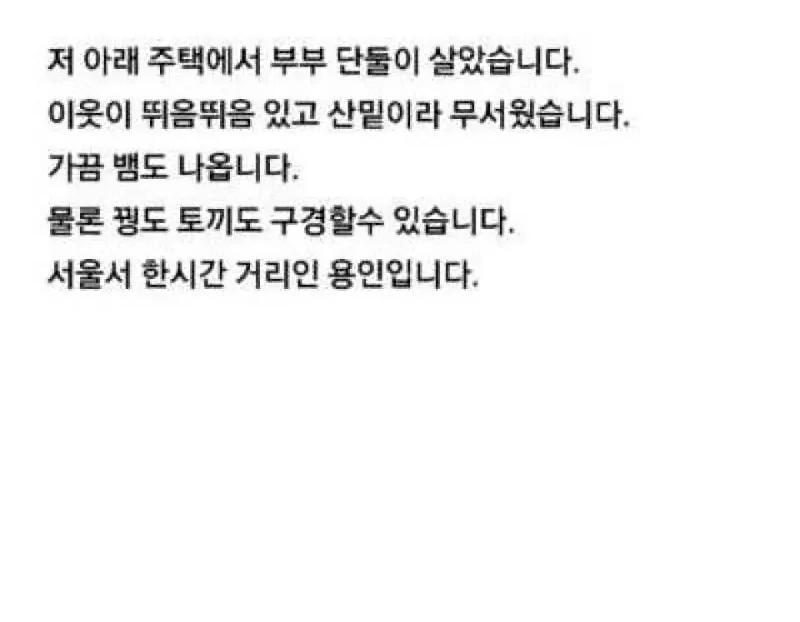 저 아래 주택에서 부부 단둘이 살았습니다.
이웃이 뛰음뛰음 있고 산밑이라 무서웠습니다.
가끔 뱀도 나옵니다.
물론 꿩도 토끼도 구경할수 있습니다.
서울서 한시간 거리인 용인입니다.